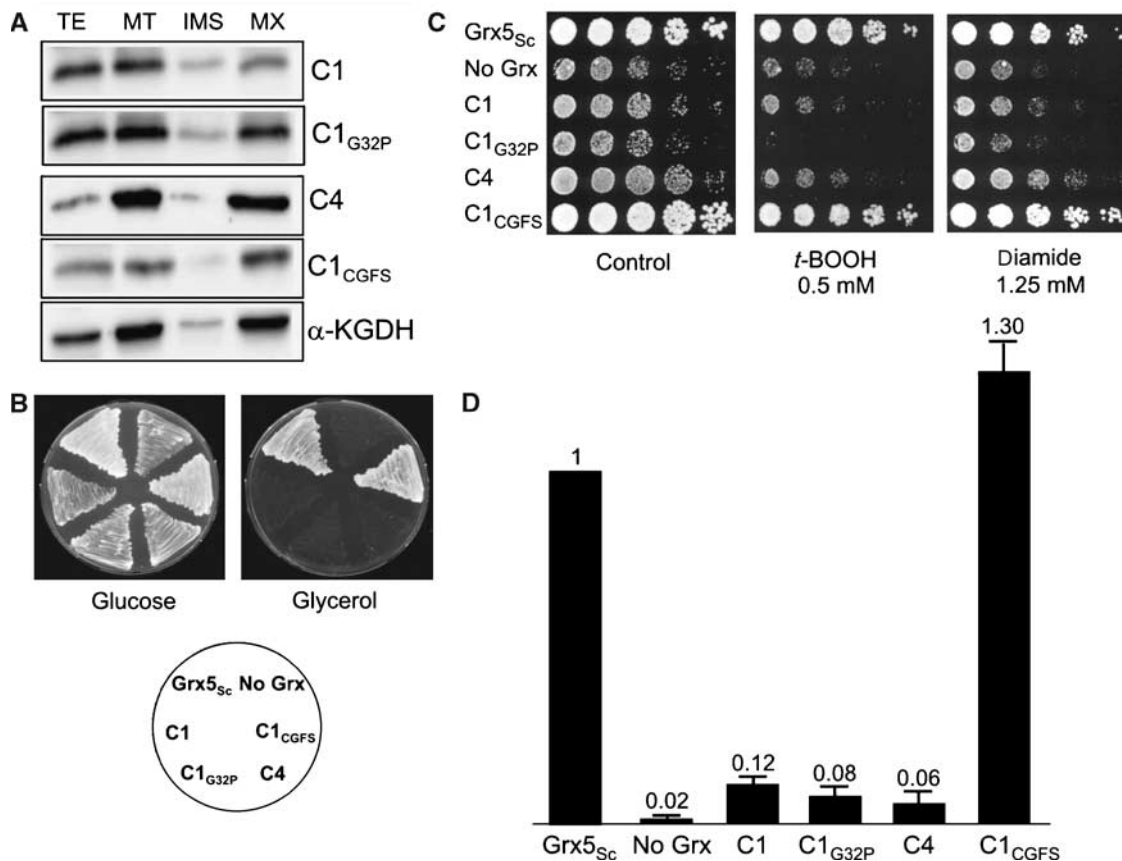 A
TE MT IMS MX
C1
C1G32P
C4
C1CGFS
α-KGDH
B
Glucose Glycerol
Grx5Sc No Grx
C1 C1CGFS
C1G32P C4
C
Grx5Sc
No Grx
C1
C1G32P
C4
C1CGFS
Control
t-BOOH
0.5 mM
Diamide
1.25 mM
D
1 0.02 0.12 0.08 0.06 1.30
Grx5Sc No Grx C1 C1G32P C4 C1CGFS